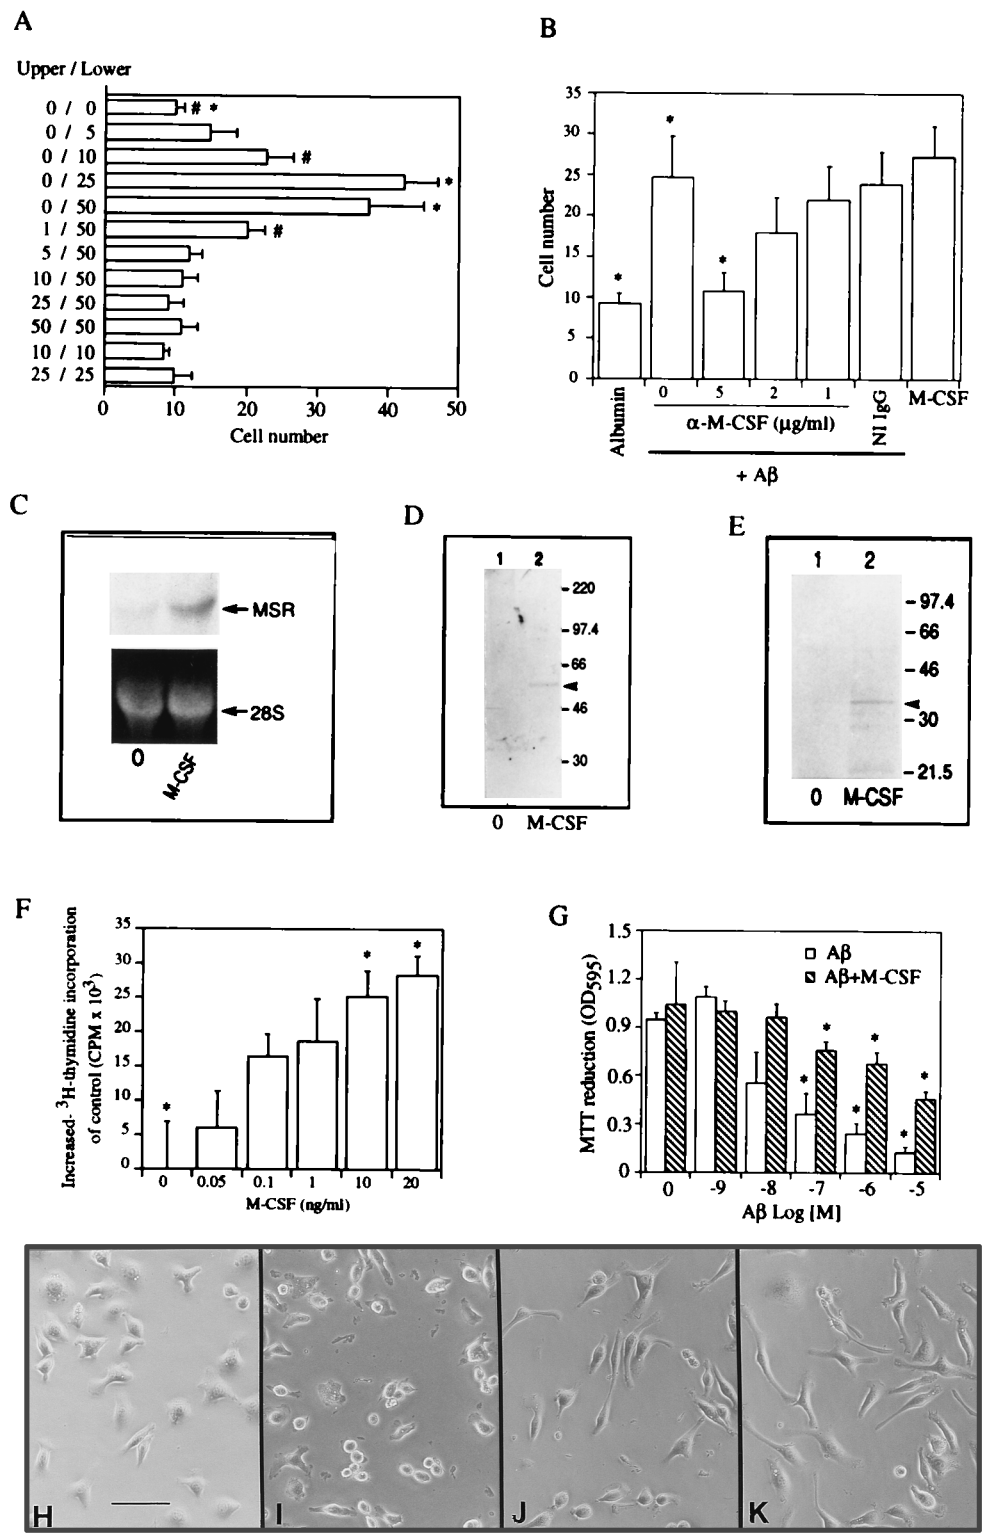 A
Upper / Lower
0 / 0 # *
0 / 5
0 / 10 #
0 / 25 *
0 / 50 *
1 / 50 #
5 / 50
10 / 50
25 / 50
50 / 50
10 / 10
25 / 25
0 10 20 30 40 50
Cell number
B
Cell number
35
30
25
20
15
10
5
0
* * *
Albumin 0 5 2 1 NI IgG M-CSF
α-M-CSF (μg/ml)
+ Aβ
C
MSR
28S
0 M-CSF
D
1 2
220
97.4
66
46
30
0 M-CSF
E
1 2
97.4
66
46
30
21.5
0 M-CSF
F
Increased- ³H-thymidine incorporation
of control (CPM x 10³)
35
30
25
20
15
10
5
0
* * *
0 0.05 0.1 1 10 20
M-CSF (ng/ml)
G
MTT reduction (OD595)
1.5
1.2
0.9
0.6
0.3
0
Aβ
Aβ+M-CSF
* * * * * *
0 -9 -8 -7 -6 -5
Aβ Log [M]
H I J K